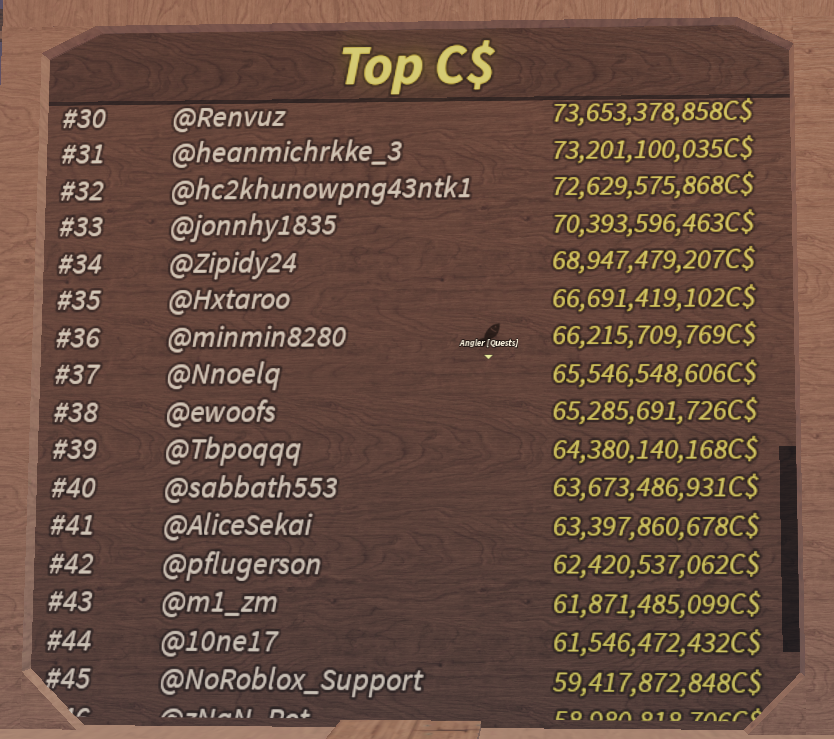 Top C$
#30 @Renvuz 73,653,378,858C$
#31 @heanmichrkke_3 73,201,100,035C$
#32 @hc2khunowpng43ntk1 72,629,575,868C$
#33 @jonnhy1835 70,393,596,463C$
#34 @Zipidy24 68,947,479,207C$
#35 @Hxtaroo 66,691,419,102C$
#36 @minmin8280 66,215,709,769C$
Angler [Quests]
#37 @Nnoelq 65,546,548,606C$
#38 @ewoofs 65,285,691,726C$
#39 @Tbpoqqq 64,380,140,168C$
#40 @sabbath553 63,673,486,931C$
#41 @AliceSekai 63,397,860,678C$
#42 @pflugerson 62,420,537,062C$
#43 @m1_zm 61,871,485,099C$
#44 @10ne17 61,546,472,432C$
#45 @NoRoblox_Support 59,417,872,848C$